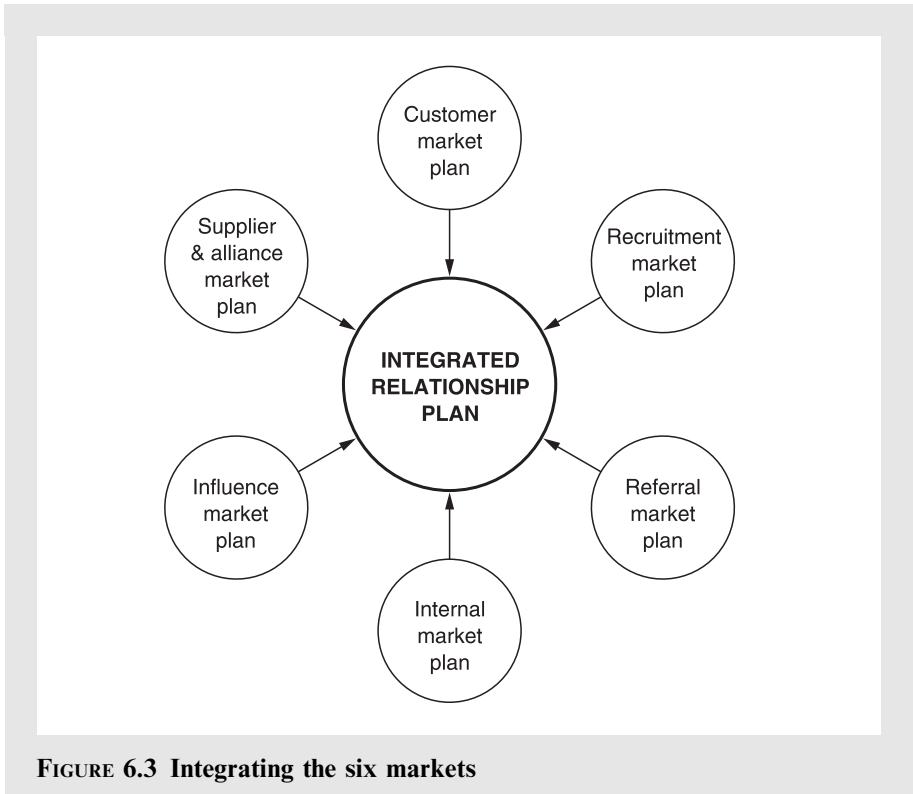 Customer
market
plan
Supplier
& alliance
market
plan
Recruitment
market
plan
INTEGRATED
RELATIONSHIP
PLAN
Influence
market
plan
Referral
market
plan
Internal
market
plan
FIGURE 6.3 Integrating the six markets